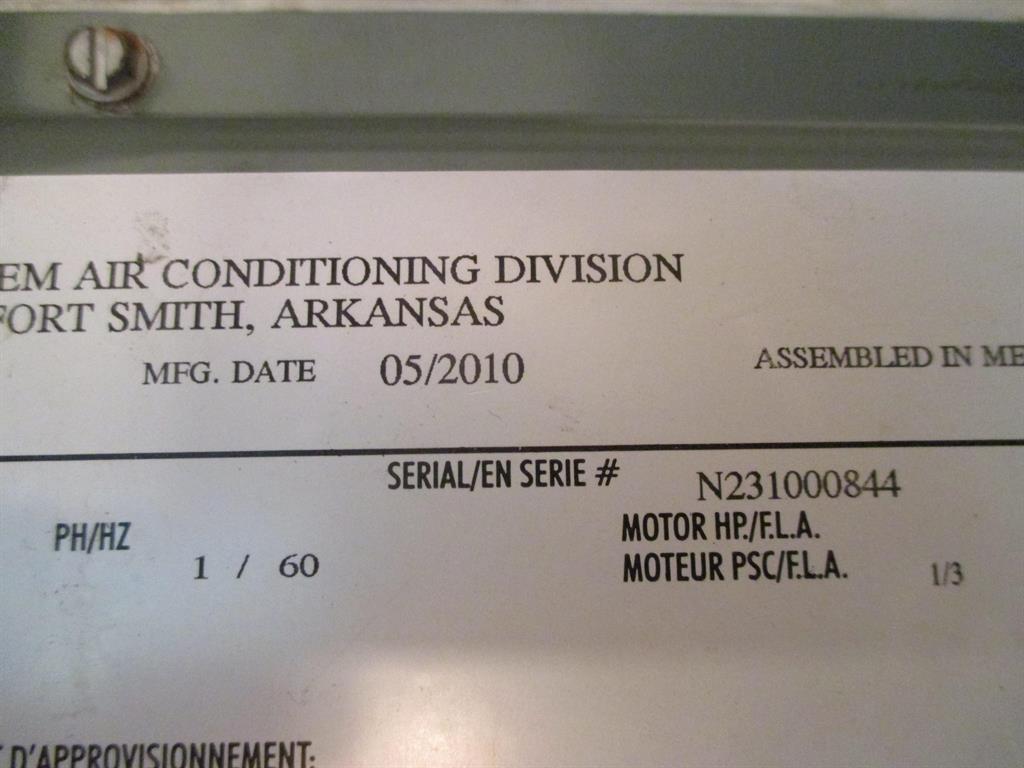 EM AIR CONDITIONING DIVISION
FORT SMITH, ARKANSAS
MFG. DATE 05/2010
ASSEMBLED IN ME
SERIAL/EN SERIE # N231000844
PH/HZ
1 / 60
MOTOR HP./F.L.A.
MOTEUR PSC/F.L.A. 1/3
D'APPROVISIONNEMENT: